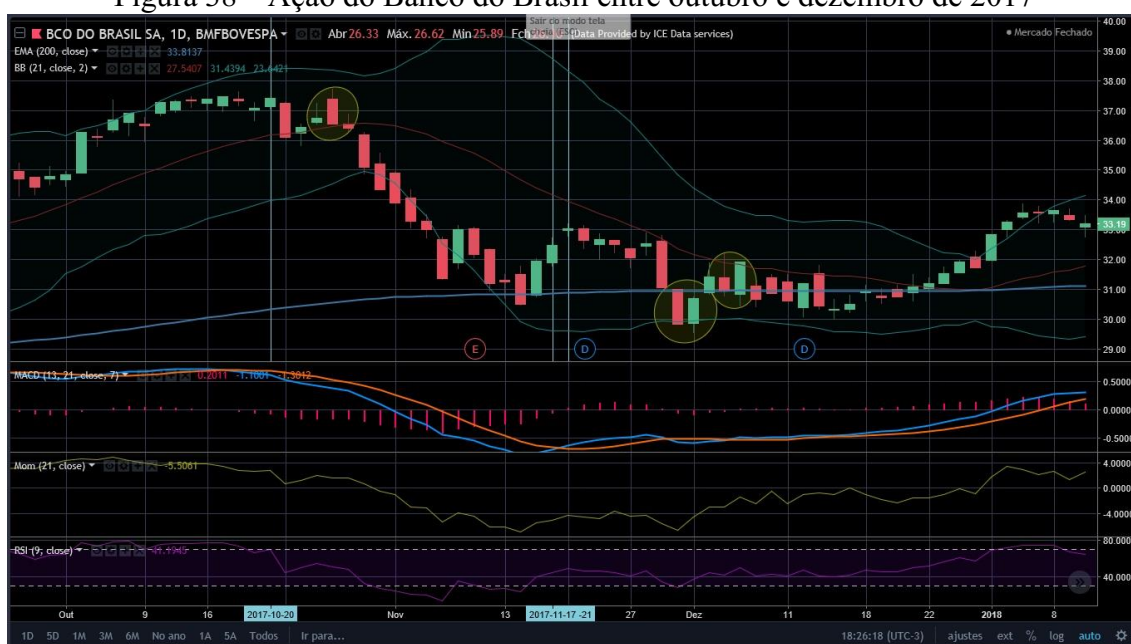 Figura 38 – Ação do Banco do Brasil entre outubro e dezembro de 2017
Sair do modo tela
BCO DO BRASIL SA, 1D, BMFBOVESPA Abr 26.33 Máx. 26.62 Mín 25.89 Fch (Data Provided by ICE Data services)
Mercado Fechado
EMA (200, close) 33.8137
BB (21, close, 2) 27.5407 31.4394 23.6421
40.00
39.00
38.00
37.00
36.00
35.00
34.00
33.19
33.00
32.00
31.00
30.00
29.00
E
D
D
MACD (13, 21, close, 7) 0.2011 -1.1001 -1.3012
0.5000
0.0000
-0.5000
Mom (21, close) -5.5061
4.0000
0.0000
-4.0000
RSI (9, close) 41.1945
80.000
40.000
Out 9 16 2017-10-20 Nov 13 2017-11-17 -21 27 Dez 11 18 22 2018 8
1D 5D 1M 3M 6M No ano 1A 5A Todos Ir para... 18:26:18 (UTC-3) ajustes ext % log auto